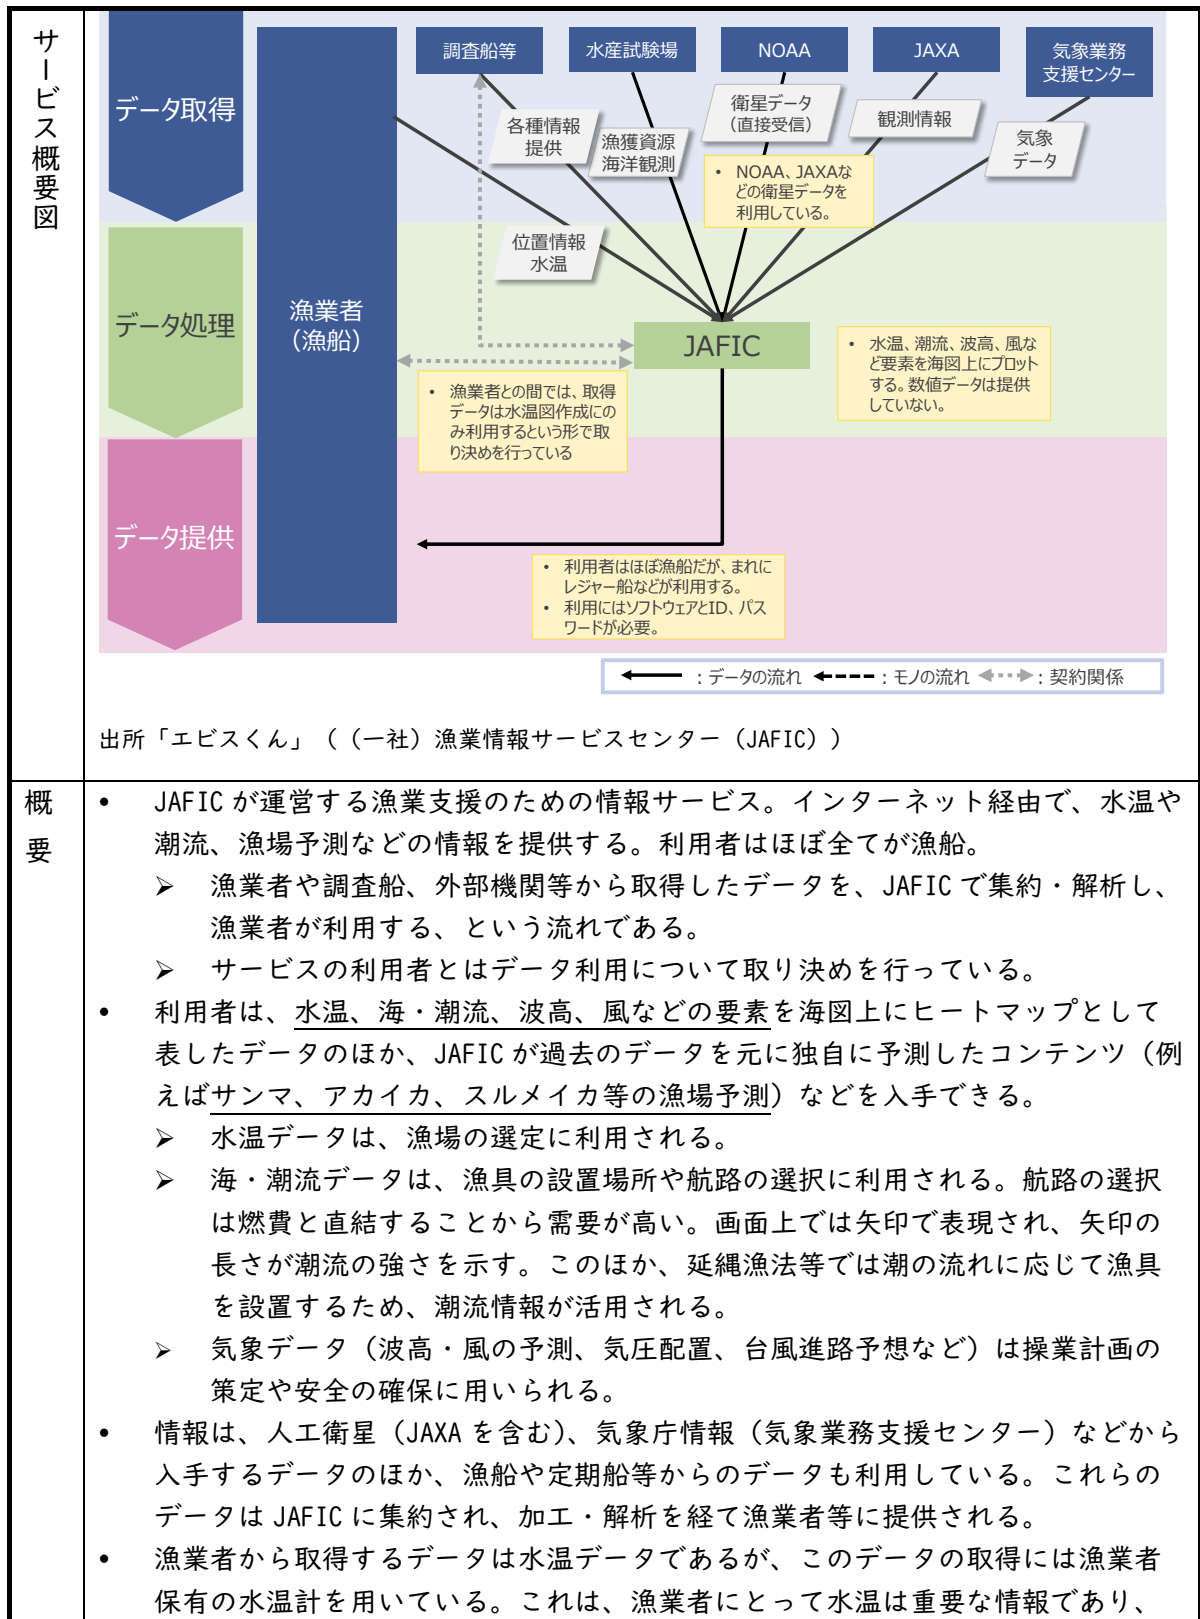 サービス概要図
データ取得
データ処理
データ提供
漁業者
（漁船）
調査船等
水産試験場
NOAA
JAXA
気象業務
支援センター
各種情報
提供
漁獲資源
海洋観測
衛星データ
（直接受信）
観測情報
気象
データ
• NOAA、JAXAな
どの衛星データを
利用している。
位置情報
水温
JAFIC
• 水温、潮流、波高、風な
ど要素を海図上にプロット
する。数値データは提供
していない。
• 漁業者との間では、取得
データは水温図作成にの
み利用するという形で取
り決めを行っている
• 利用者はほぼ漁船だが、まれに
レジャー船などが利用する。
• 利用にはソフトウェアとID、パス
ワードが必要。
：データの流れ ：モノの流れ ：契約関係
出所「エビスくん」（（一社）漁業情報サービスセンター（JAFIC））
概要
• JAFIC が運営する漁業支援のための情報サービス。インターネット経由で、水温や
潮流、漁場予測などの情報を提供する。利用者はほぼ全てが漁船。
➢ 漁業者や調査船、外部機関等から取得したデータを、JAFIC で集約・解析し、
漁業者が利用する、という流れである。
➢ サービスの利用者とはデータ利用について取り決めを行っている。
• 利用者は、水温、海・潮流、波高、風などの要素を海図上にヒートマップとして
表したデータのほか、JAFIC が過去のデータを元に独自に予測したコンテンツ（例
えばサンマ、アカイカ、スルメイカ等の漁場予測）などを入手できる。
➢ 水温データは、漁場の選定に利用される。
➢ 海・潮流データは、漁具の設置場所や航路の選択に利用される。航路の選択
は燃費と直結することから需要が高い。画面上では矢印で表現され、矢印の
長さが潮流の強さを示す。このほか、延縄漁法等では潮の流れに応じて漁具
を設置するため、潮流情報が活用される。
➢ 気象データ（波高・風の予測、気圧配置、台風進路予想など）は操業計画の
策定や安全の確保に用いられる。
• 情報は、人工衛星（JAXA を含む）、気象庁情報（気象業務支援センター）などから
入手するデータのほか、漁船や定期船等からのデータも利用している。これらの
データは JAFIC に集約され、加工・解析を経て漁業者等に提供される。
• 漁業者から取得するデータは水温データであるが、このデータの取得には漁業者
保有の水温計を用いている。これは、漁業者にとって水温は重要な情報であり、